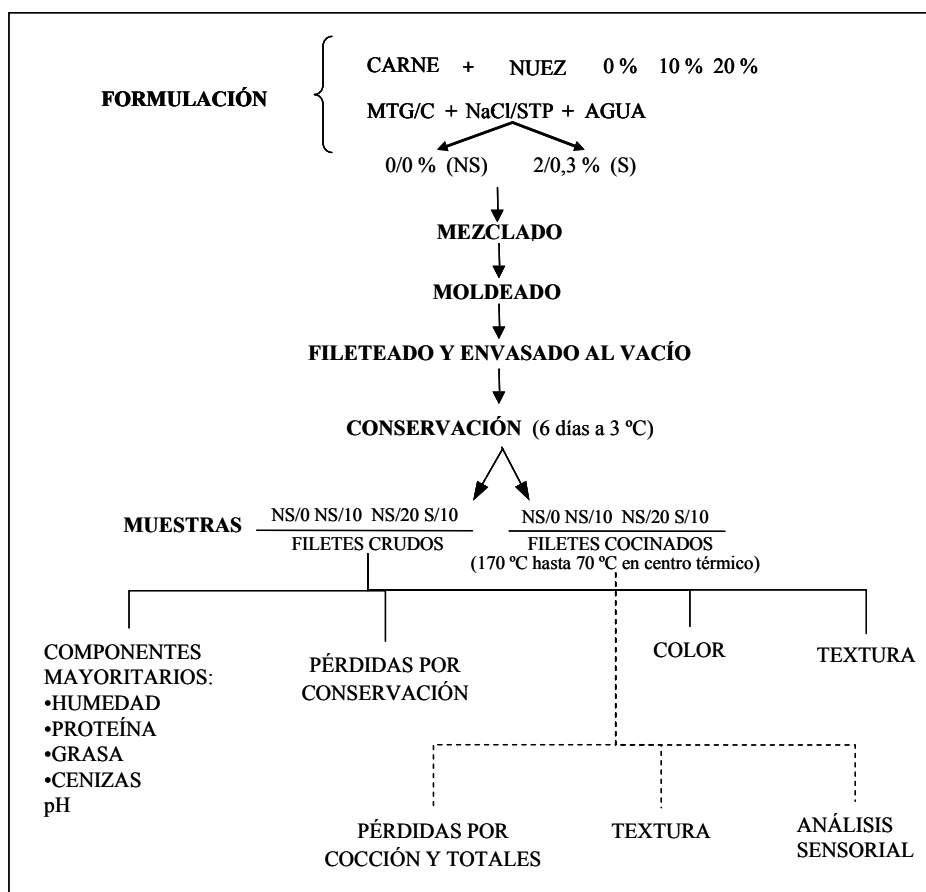 CARNE + NUEZ 0 % 10 % 20 %
FORMULACIÓN
MTG/C + NaCl/STP + AGUA
0/0 % (NS) 2/0,3 % (S)
MEZCLADO
MOLDEADO
FILETEADO Y ENVASADO AL VACÍO
CONSERVACIÓN (6 días a 3 ºC)
MUESTRAS
NS/0 NS/10 NS/20 S/10
FILETES CRUDOS
NS/0 NS/10 NS/20 S/10
FILETES COCINADOS
(170 ºC hasta 70 ºC en centro térmico)
COMPONENTES
MAYORITARIOS:
•HUMEDAD
•PROTEÍNA
•GRASA
•CENIZAS
pH
PÉRDIDAS POR
CONSERVACIÓN
COLOR
TEXTURA
PÉRDIDAS POR
COCCIÓN Y TOTALES
TEXTURA
ANÁLISIS
SENSORIAL